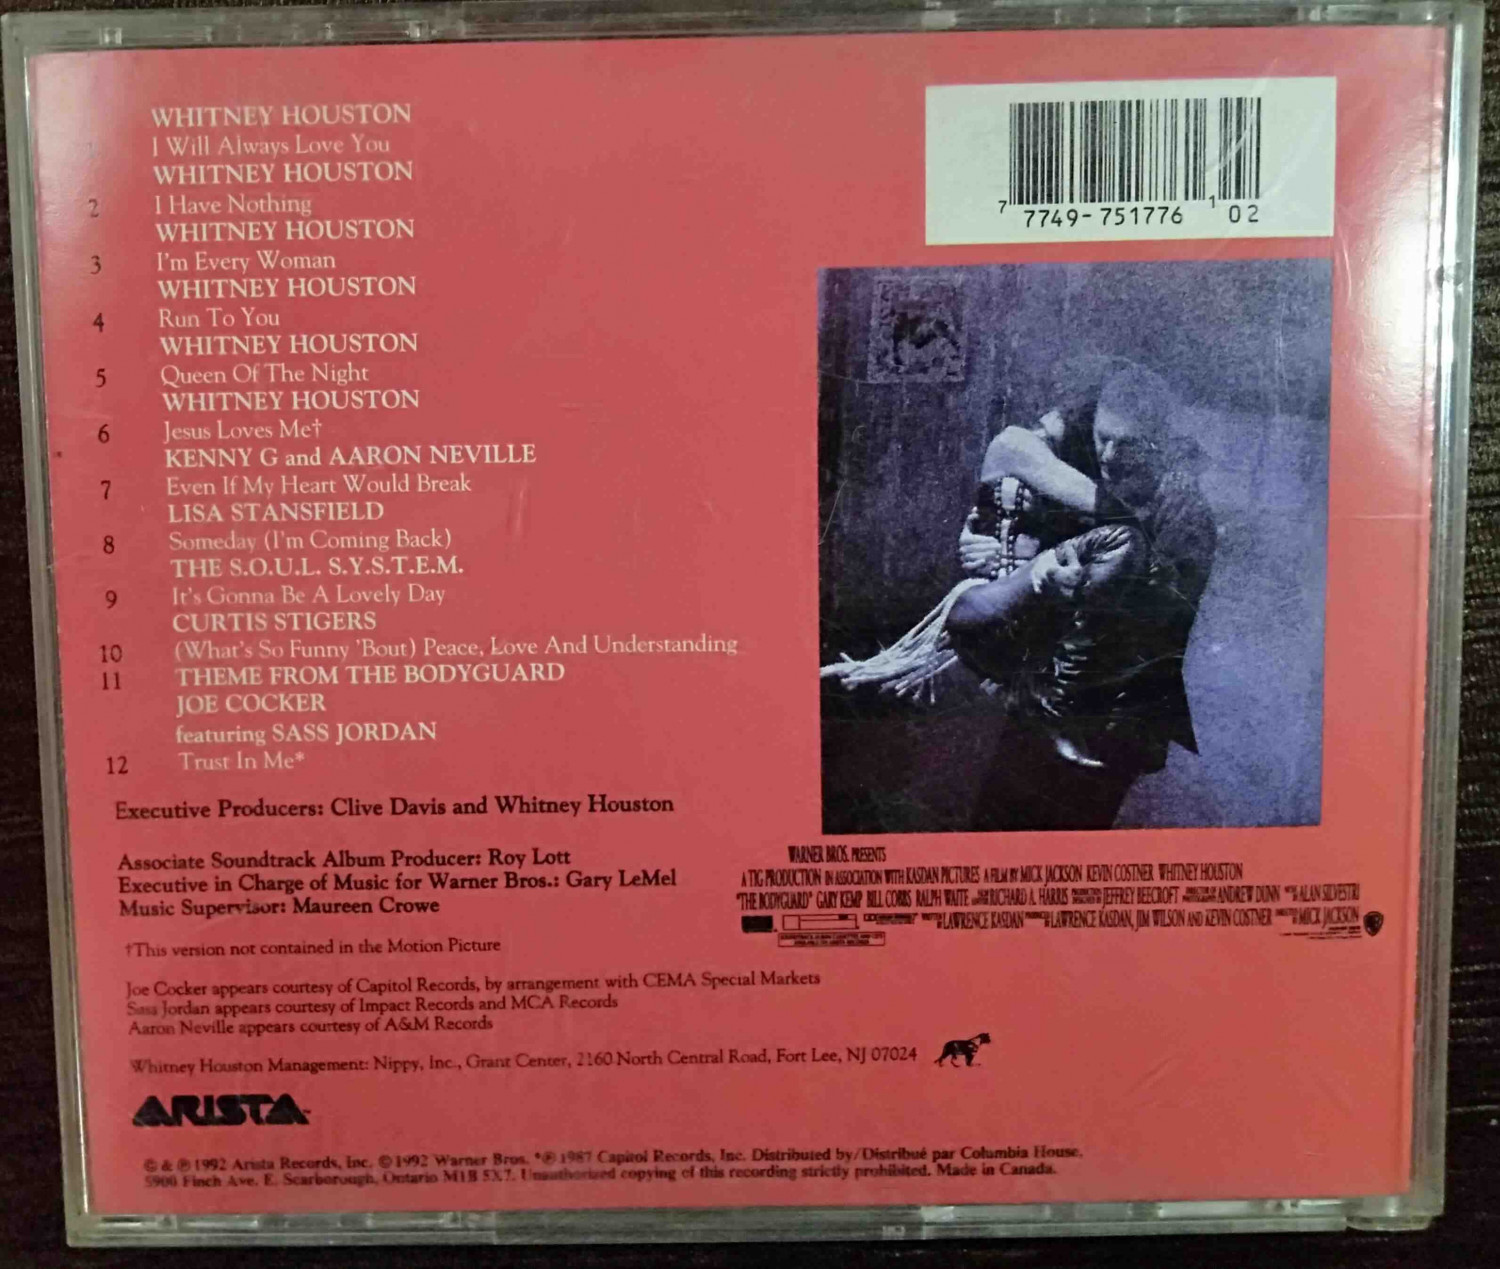 WHITNEY HOUSTON
I Will Always Love You
WHITNEY HOUSTON
2 I Have Nothing
WHITNEY HOUSTON
3 I'm Every Woman
WHITNEY HOUSTON
4 Run To You
WHITNEY HOUSTON
5 Queen Of The Night
WHITNEY HOUSTON
6 Jesus Loves Me†
KENNY G and AARON NEVILLE
7 Even If My Heart Would Break
LISA STANSFIELD
8 Someday (I'm Coming Back)
THE S.O.U.L. S.Y.S.T.E.M.
9 It's Gonna Be A Lovely Day
CURTIS STIGERS
10 (What's So Funny 'Bout) Peace, Love And Understanding
11 THEME FROM THE BODYGUARD
JOE COCKER
featuring SASS JORDAN
12 Trust In Me*
Executive Producers: Clive Davis and Whitney Houston
Associate Soundtrack Album Producer: Roy Lott
Executive in Charge of Music for Warner Bros.: Gary LeMel
Music Supervisor: Maureen Crowe
†This version not contained in the Motion Picture
Joe Cocker appears courtesy of Capitol Records, by arrangement with CEMA Special Markets
Sass Jordan appears courtesy of Impact Records and MCA Records
Aaron Neville appears courtesy of A&M Records
Whitney Houston Management: Nippy, Inc., Grant Center, 2160 North Central Road, Fort Lee, NJ 07024
ARISTA
© & ℗ 1992 Arista Records, Inc. © 1992 Warner Bros. *℗ 1987 Capitol Records, Inc. Distributed by/Distribué par Columbia House,
5900 Finch Ave. E. Scarborough, Ontario M1B 5X7. Unauthorized copying of this recording strictly prohibited. Made in Canada.
7 7749-751776 1 02
WARNER BROS. PRESENTS
A TIG PRODUCTION IN ASSOCIATION WITH KASDAN PICTURES A FILM BY MICK JACKSON KEVIN COSTNER WHITNEY HOUSTON
"THE BODYGUARD" GARY KEMP BILL COBBS RALPH WAITE RICHARD A. HARRIS JEFFREY BEECROFT ANDREW DUNN ALAN SILVESTRI
LAWRENCE KASDAN LAWRENCE KASDAN, JIM WILSON AND KEVIN COSTNER MICK JACKSON